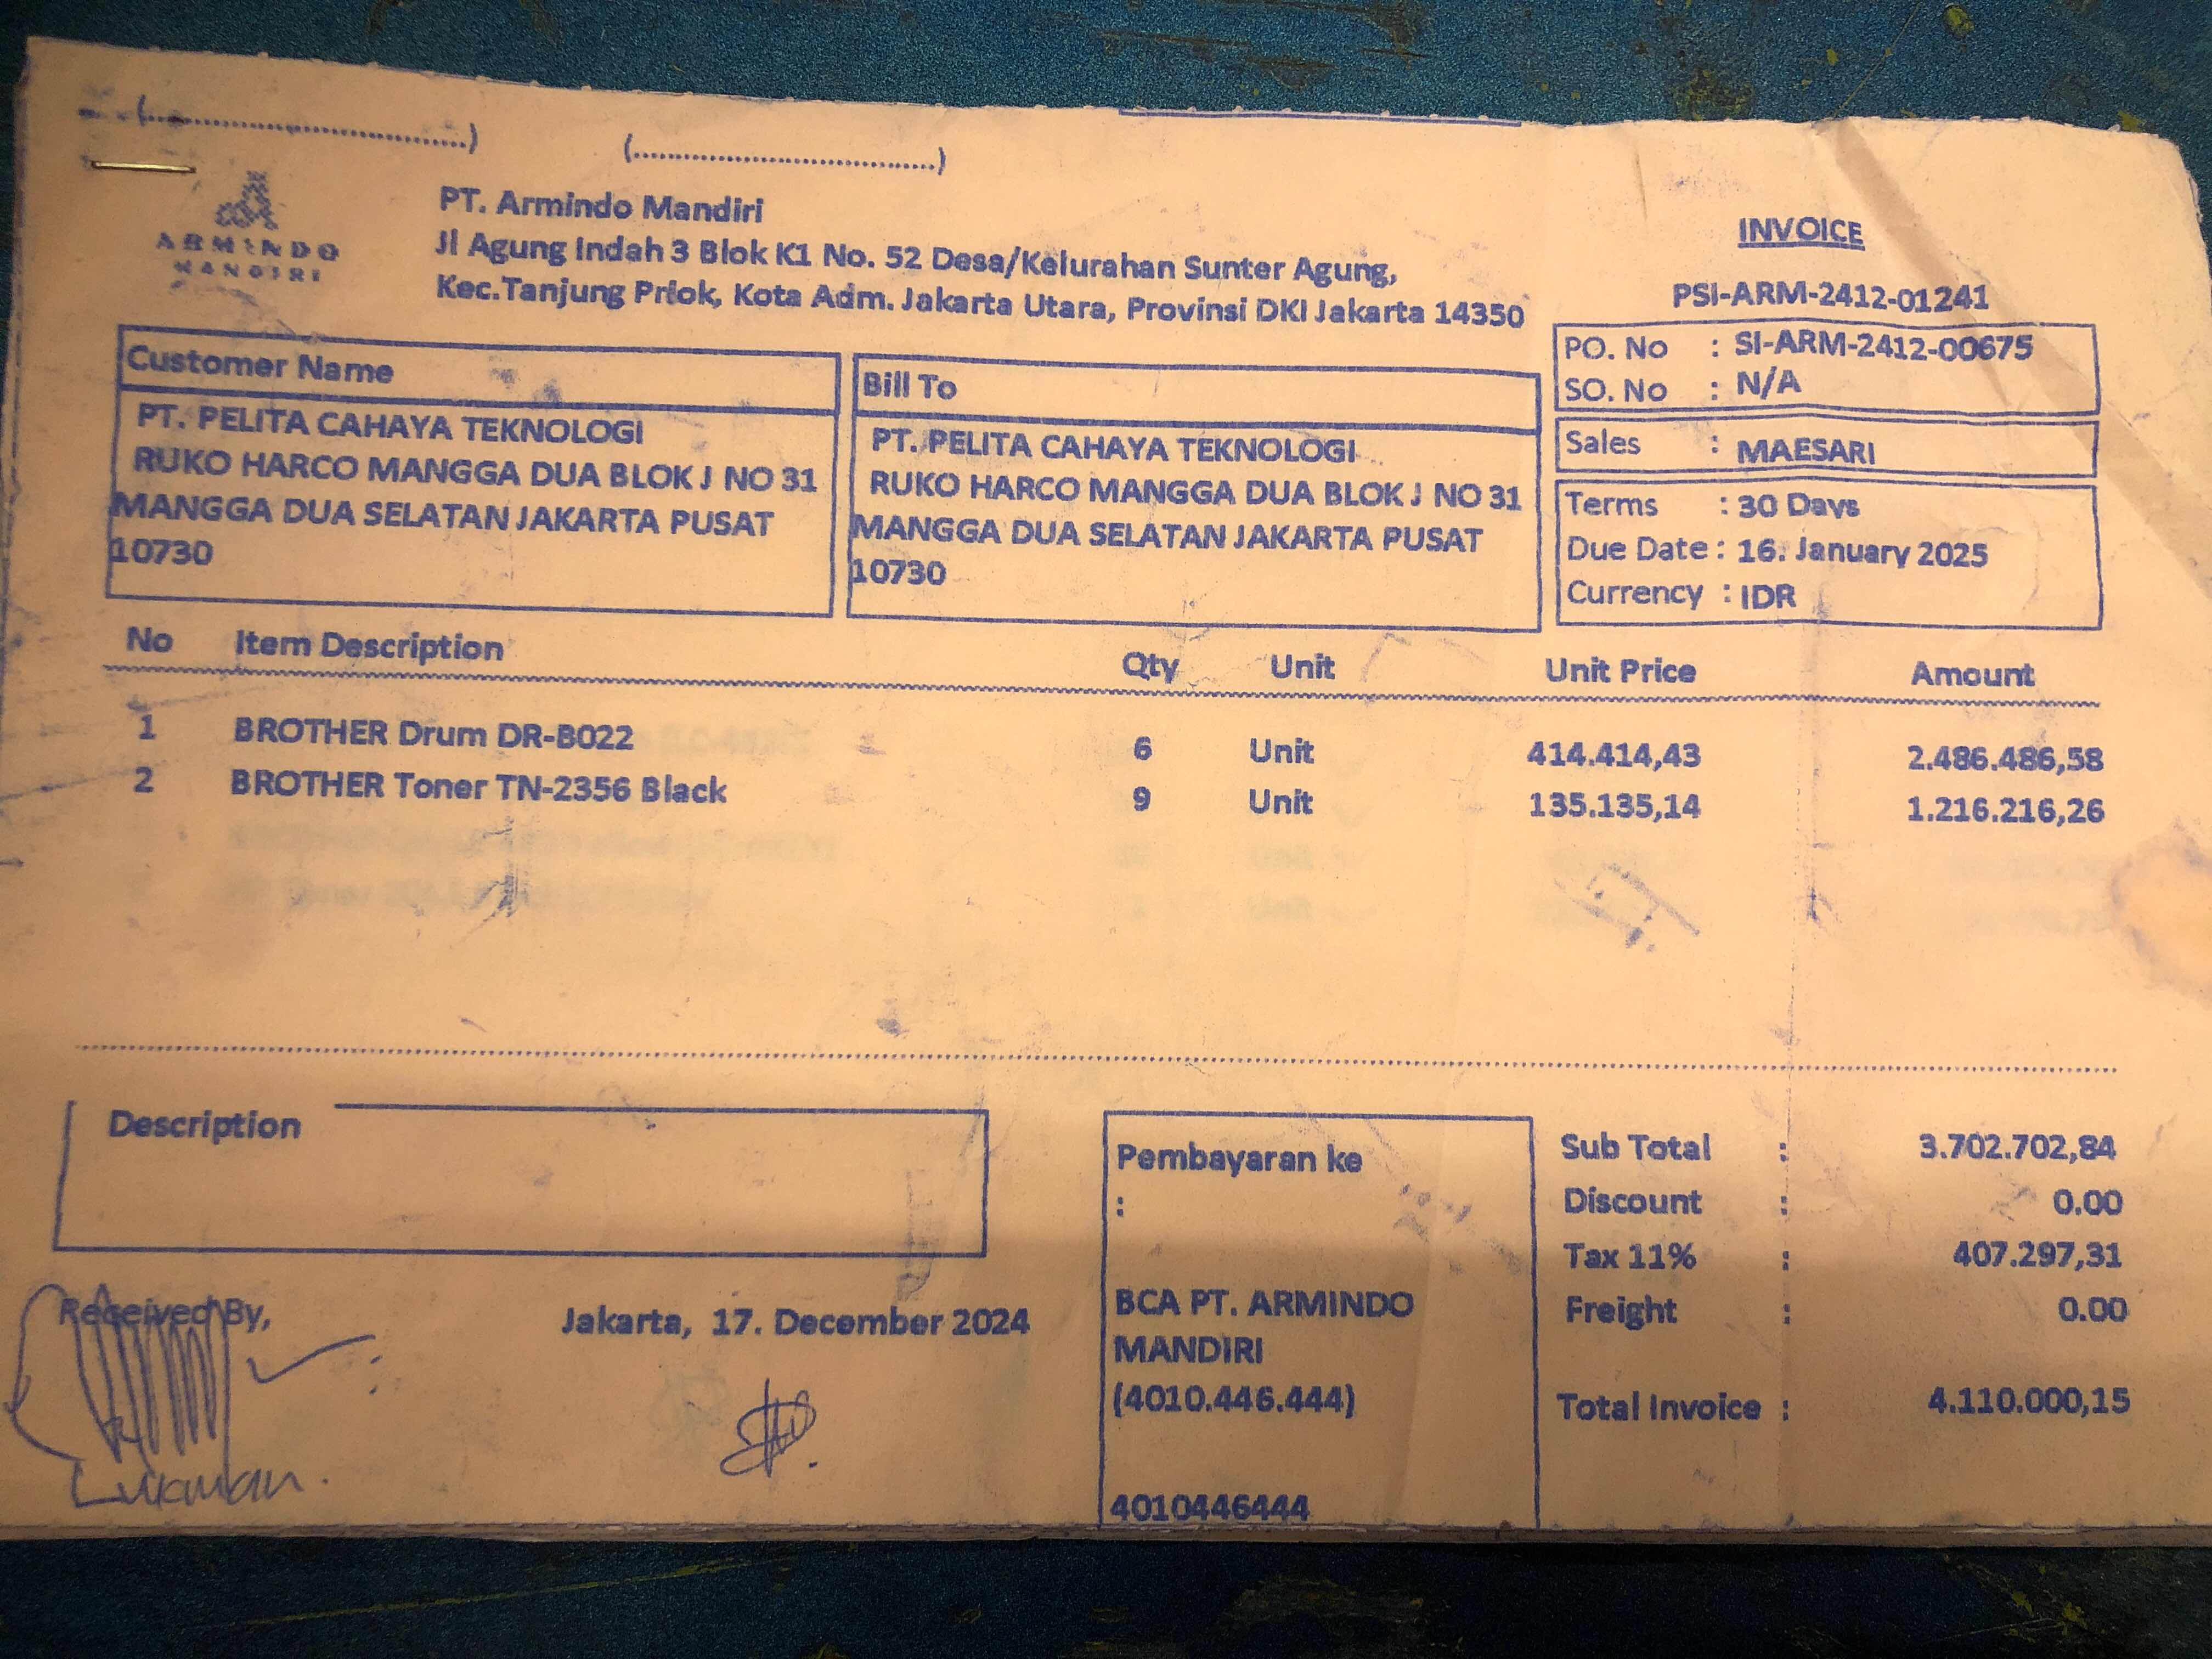 (................................)
(................................)
ARMINDO
MANDIRI
PT. Armindo Mandiri
Jl Agung Indah 3 Blok K1 No. 52 Desa/Kelurahan Sunter Agung,
Kec.Tanjung Priok, Kota Adm. Jakarta Utara, Provinsi DKI Jakarta 14350
INVOICE
PSI-ARM-2412-01241
PO. No : SI-ARM-2412-00675
SO. No : N/A
Sales : MAESARI
Terms : 30 Days
Due Date : 16. January 2025
Currency : IDR
Customer Name
PT. PELITA CAHAYA TEKNOLOGI
RUKO HARCO MANGGA DUA BLOK J NO 31
MANGGA DUA SELATAN JAKARTA PUSAT
10730
Bill To
PT. PELITA CAHAYA TEKNOLOGI
RUKO HARCO MANGGA DUA BLOK J NO 31
MANGGA DUA SELATAN JAKARTA PUSAT
10730
No Item Description Qty Unit Unit Price Amount
1 BROTHER Drum DR-B022 6 Unit 414.414,43 2.486.486,58
2 BROTHER Toner TN-2356 Black 9 Unit 135.135,14 1.216.216,26
Description
Received By,
Lukman.
Jakarta, 17. December 2024
Pembayaran ke
:
BCA PT. ARMINDO
MANDIRI
(4010.446.444)
4010446444
Sub Total : 3.702.702,84
Discount : 0.00
Tax 11% : 407.297,31
Freight : 0.00
Total Invoice : 4.110.000,15